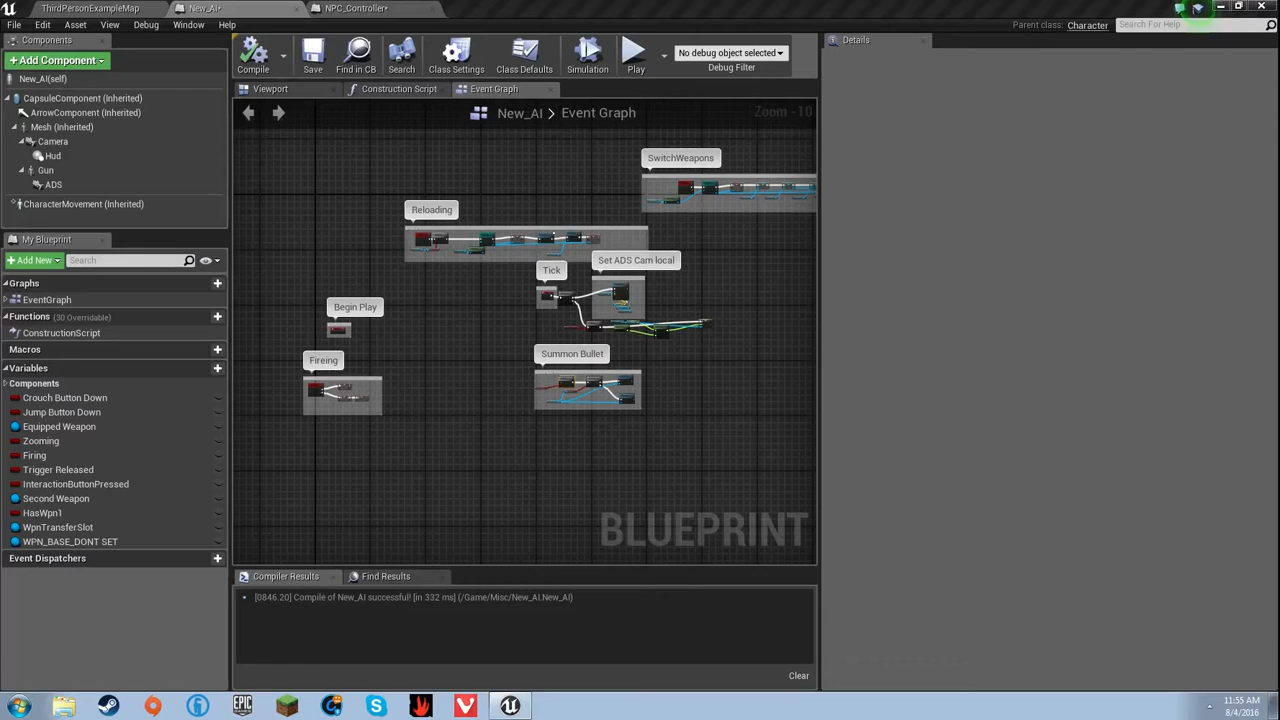 ThirdPersonExampleMap
New_AI*
NPC_Controller*
File
Edit
Asset
View
Debug
Window
Help
Parent class: Character
Search For Help
Components
+Add Component
New_AI(self)
CapsuleComponent (Inherited)
ArrowComponent (Inherited)
Mesh (Inherited)
Camera
Hud
Gun
ADS
CharacterMovement (Inherited)
My Blueprint
+Add New
Search
Graphs
EventGraph
Functions (30 Overridable)
ConstructionScript
Macros
Variables
Components
Crouch Button Down
Jump Button Down
Equipped Weapon
Zooming
Firing
Trigger Released
InteractionButtonPressed
Second Weapon
HasWpn1
WpnTransferSlot
WPN_BASE_DONT SET
Event Dispatchers
Compile
Save
Find in CB
Search
Class Settings
Class Defaults
Simulation
Play
No debug object selected
Debug Filter
Viewport
Construction Script
Event Graph
New_AI > Event Graph
Zoom -10
SwitchWeapons
Reloading
Set ADS Cam local
Tick
Begin Play
Summon Bullet
Fireing
BLUEPRINT
Compiler Results
Find Results
[0846.20] Compile of New_AI successful! [in 332 ms] (/Game/Misc/New_AI.New_AI)
Clear
Details
EPIC GAMES
11:55 AM
8/4/2016